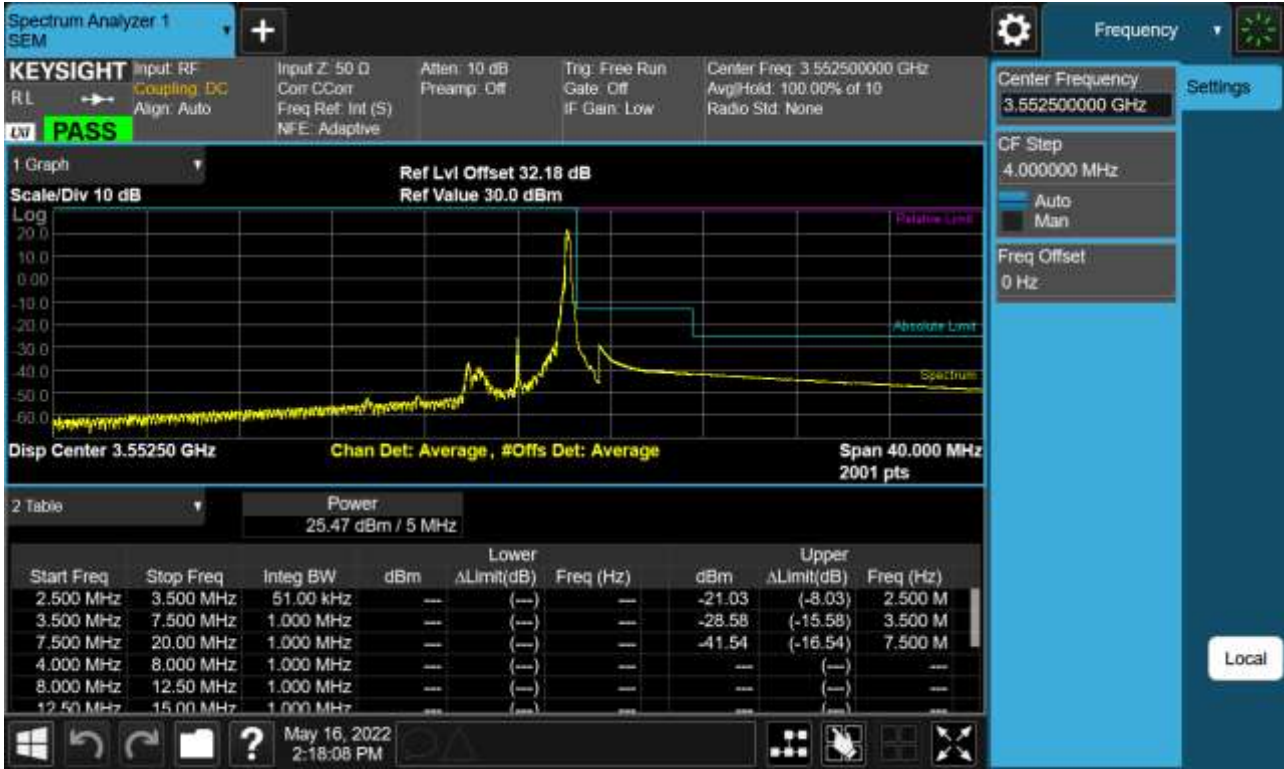 Spectrum Analyzer 1
SEM
+
Frequency
KEYSIGHT
RL
LXI
PASS
Input: RF
Coupling: DC
Align: Auto
Input Z: 50 Ω
Corr CCorr
Freq Ref: Int (S)
NFE: Adaptive
Atten: 10 dB
Preamp: Off
Trig: Free Run
Gate: Off
IF Gain: Low
Center Freq: 3.552500000 GHz
Avg|Hold: 100.00% of 10
Radio Std: None
Center Frequency
3.552500000 GHz
Settings
CF Step
4.000000 MHz
Auto
Man
Freq Offset
0 Hz
Local
1 Graph
Scale/Div 10 dB
Ref Lvl Offset 32.18 dB
Ref Value 30.0 dBm
Log
20.0
10.0
0.00
-10.0
-20.0
-30.0
-40.0
-50.0
-60.0
Relative Limit
Absolute Limit
Spectrum
Disp Center 3.55250 GHz
Chan Det: Average, #Offs Det: Average
Span 40.000 MHz
2001 pts
2 Table
Power
25.47 dBm / 5 MHz
Lower Upper
Start Freq Stop Freq Integ BW dBm ΔLimit(dB) Freq (Hz) dBm ΔLimit(dB) Freq (Hz)
2.500 MHz 3.500 MHz 51.00 kHz --- (---) --- -21.03 (-8.03) 2.500 M
3.500 MHz 7.500 MHz 1.000 MHz --- (---) --- -28.58 (-15.58) 3.500 M
7.500 MHz 20.00 MHz 1.000 MHz --- (---) --- -41.54 (-16.54) 7.500 M
4.000 MHz 8.000 MHz 1.000 MHz --- (---) --- --- (---) ---
8.000 MHz 12.50 MHz 1.000 MHz --- (---) --- --- (---) ---
12.50 MHz 15.00 MHz 1.000 MHz --- (---) --- --- (---) ---
?
May 16, 2022
2:18:08 PM